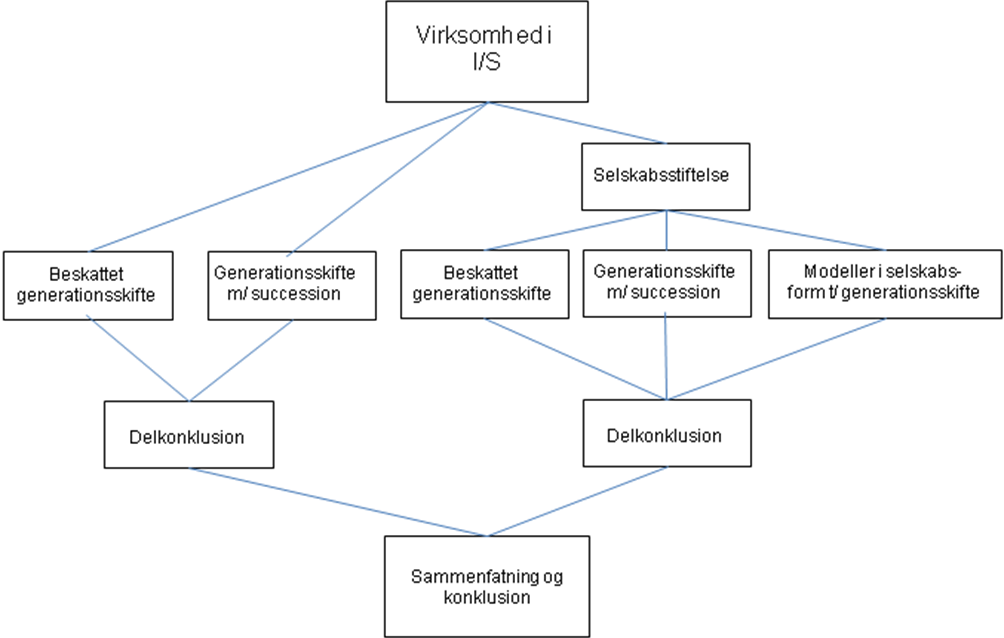 Virksomhed i
I/S
Selskabsstiftelse
Beskattet
generationsskifte
Generationsskifte
m/ succession
Beskattet
generationsskifte
Generationsskifte
m/ succession
Modeller i selskabs-
form t/ generationsskifte
Delkonklusion
Delkonklusion
Sammenfatning og
konklusion